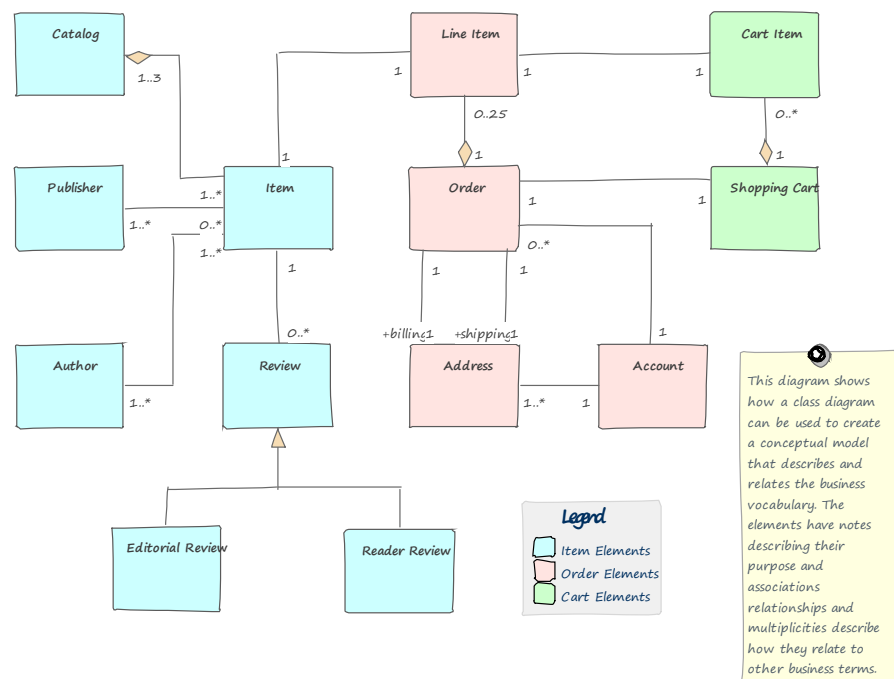 Catalog
Line Item
Cart Item
1..3
1
1
1
0..25
0..*
1
1
1
Publisher
Item
Order
Shopping Cart
1..*
1..*
0..*
1
1
1..*
0..*
1
1
1
0..*
+billing1
+shipping1
1
Author
Review
Address
Account
1..*
1..*
1
This diagram shows
how a class diagram
can be used to create
a conceptual model
that describes and
relates the business
vocabulary. The
elements have notes
describing their
purpose and
associations
relationships and
multiplicities describe
how they relate to
other business terms.
Editorial Review
Reader Review
Legend
Item Elements
Order Elements
Cart Elements